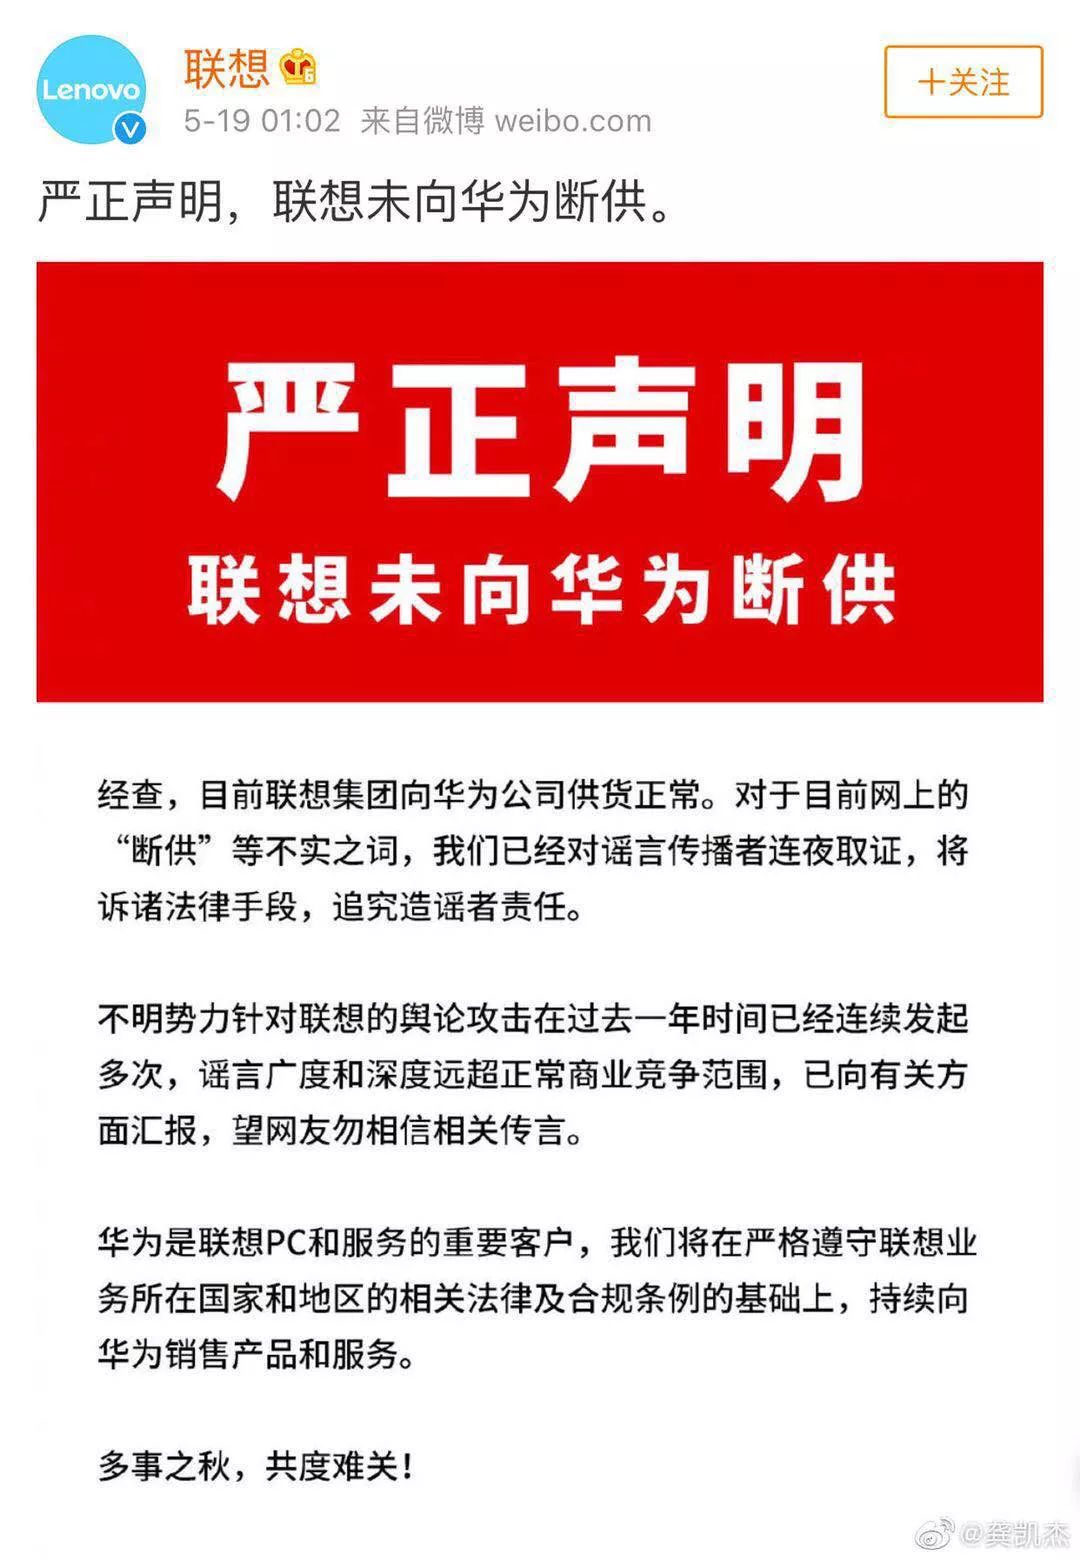 Lenovo
联想
6
5-19 01:02 来自微博 weibo.com
+关注
严正声明，联想未向华为断供。
严正声明
联想未向华为断供
经查，目前联想集团向华为公司供货正常。对于目前网上的
“断供”等不实之词，我们已经对谣言传播者连夜取证，将
诉诸法律手段，追究造谣者责任。
不明势力针对联想的舆论攻击在过去一年时间已经连续发起
多次，谣言广度和深度远超正常商业竞争范围，已向有关方
面汇报，望网友勿相信相关传言。
华为是联想PC和服务的重要客户，我们将在严格遵守联想业
务所在国家和地区的相关法律及合规条例的基础上，持续向
华为销售产品和服务。
多事之秋，共度难关！
@龚凯杰